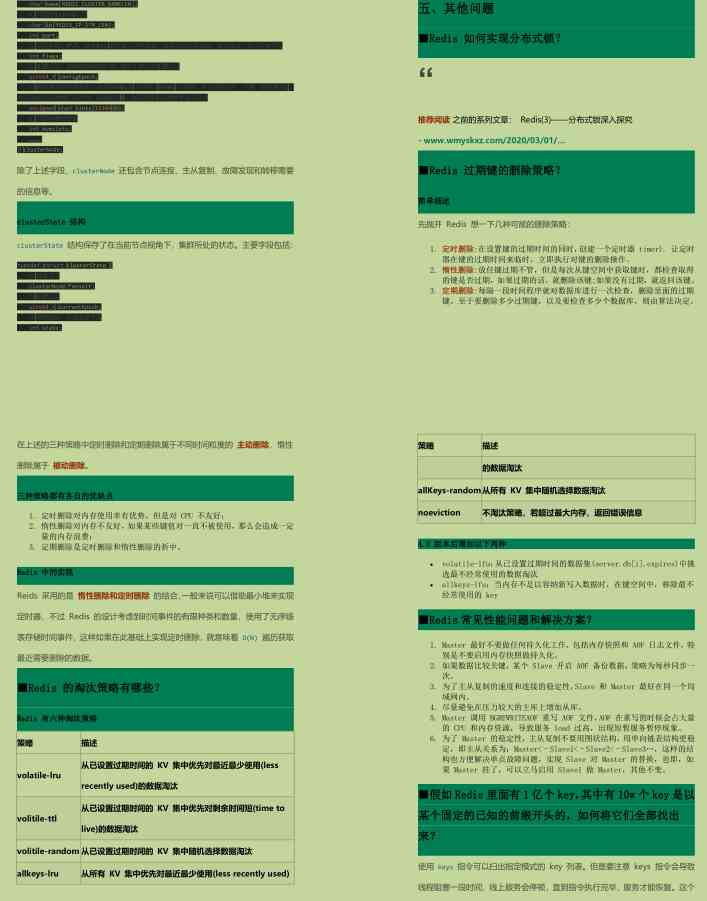 除了上述字段，clusterNode 还包含节点连接、主从复制、故障发现和转移需要
的信息等。
clusterState 结构
clusterState 结构保存了在当前节点视角下，集群所处的状态。主要字段包括：
五、其他问题
■Redis 如何实现分布式锁？
“
推荐阅读 之前的系列文章： Redis(3)——分布式锁深入探究
- www.wmyskxz.com/2020/03/01/...
■Redis 过期键的删除策略？
简单描述
先抛开 Redis 想一下几种可能的删除策略：
1. 定时删除:在设置键的过期时间的同时，创建一个定时器 timer). 让定时
器在键的过期时间来临时，立即执行对键的删除操作。
2. 惰性删除:放任键过期不管，但是每次从键空间中获取键时，都检查取得
的键是否过期，如果过期的话，就删除该键;如果没有过期，就返回该键。
3. 定期删除:每隔一段时间程序就对数据库进行一次检查，删除里面的过期
键。至于要删除多少过期键，以及要检查多少个数据库，则由算法决定。
在上述的三种策略中定时删除和定期删除属于不同时间粒度的 主动删除，惰性
删除属于 被动删除。
三种策略都有各自的优缺点
1. 定时删除对内存使用率有优势，但是对 CPU 不友好；
2. 惰性删除对内存不友好，如果某些键值对一直不被使用，那么会造成一定
量的内存浪费；
3. 定期删除是定时删除和惰性删除的折中。
Redis 中的实现
Reids 采用的是 惰性删除和定时删除 的结合，一般来说可以借助最小堆来实现
定时器，不过 Redis 的设计考虑到时间事件的有限种类和数量，使用了无序链
表存储时间事件，这样如果在此基础上实现定时删除，就意味着 O(N) 遍历获取
最近需要删除的数据。
■Redis 的淘汰策略有哪些？
Redis 有六种淘汰策略
策略 描述
volatile-lru 从已设置过期时间的 KV 集中优先对最近最少使用(less
recently used)的数据淘汰
volitile-ttl 从已设置过期时间的 KV 集中优先对剩余时间短(time to
live)的数据淘汰
volitile-random 从已设置过期时间的 KV 集中随机选择数据淘汰
allkeys-lru 从所有 KV 集中优先对最近最少使用(less recently used)
策略 描述
的数据淘汰
allKeys-random 从所有 KV 集中随机选择数据淘汰
noeviction 不淘汰策略，若超过最大内存，返回错误信息
4.0 版本后增加以下两种
• volatile-lfu:从已设置过期时间的数据集(server.db[i].expires)中挑
选最不经常使用的数据淘汰
• allkeys-lfu: 当内存不足以容纳新写入数据时，在键空间中，移除最不
经常使用的 key
■Redis常见性能问题和解决方案？
1. Master 最好不要做任何持久化工作，包括内存快照和 AOF 日志文件，特
别是不要启用内存快照做持久化。
2. 如果数据比较关键，某个 Slave 开启 AOF 备份数据，策略为每秒同步一
次。
3. 为了主从复制的速度和连接的稳定性，Slave 和 Master 最好在同一个局
域网内。
4. 尽量避免在压力较大的主库上增加从库。
5. Master 调用 BGREWRITEAOF 重写 AOF 文件，AOF 在重写的时候会占大量
的 CPU 和内存资源，导致服务 load 过高，出现短暂服务暂停现象。
6. 为了 Master 的稳定性，主从复制不要用图状结构，用单向链表结构更稳
定，即主从关系为：Master<–Slave1<–Slave2<–Slave3…，这样的结
构也方便解决单点故障问题，实现 Slave 对 Master 的替换，也即，如
果 Master 挂了，可以立马启用 Slave1 做 Master，其他不变。
■假如Redis里面有1亿个key，其中有10w个key是以
某个固定的已知的前缀开头的，如何将它们全部找出
来？
使用 keys 指令可以扫出指定模式的 key 列表。但是要注意 keys 指令会导致
线程阻塞一段时间，线上服务会停顿，直到指令执行完毕，服务才能恢复。这个